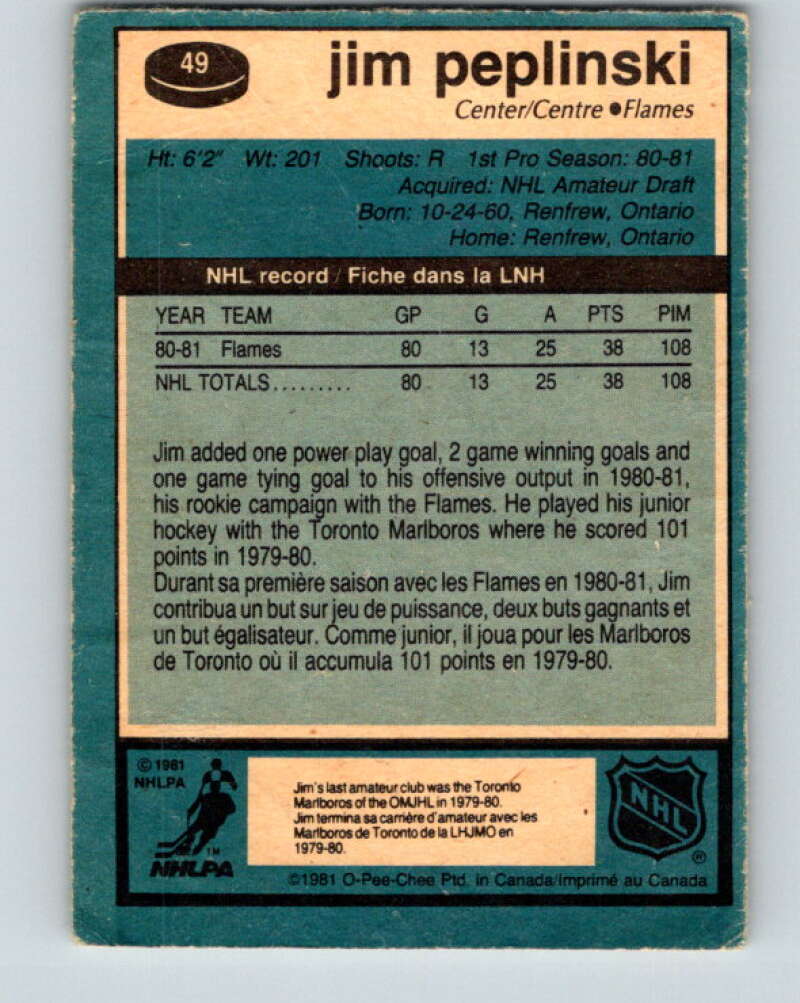 49
jim peplinski
Center/Centre ●Flames
Ht: 6'2" Wt: 201 Shoots: R 1st Pro Season: 80-81
Acquired: NHL Amateur Draft
Born: 10-24-60, Renfrew, Ontario
Home: Renfrew, Ontario
NHL record / Fiche dans la LNH
YEAR TEAM GP G A PTS PIM
80-81 Flames 80 13 25 38 108
NHL TOTALS......... 80 13 25 38 108
Jim added one power play goal, 2 game winning goals and
one game tying goal to his offensive output in 1980-81,
his rookie campaign with the Flames. He played his junior
hockey with the Toronto Marlboros where he scored 101
points in 1979-80.
Durant sa première saison avec les Flames en 1980-81, Jim
contribua un but sur jeu de puissance, deux buts gagnants et
un but égalisateur. Comme junior, il joua pour les Marlboros
de Toronto où il accumula 101 points en 1979-80.
© 1981
NHLPA
TM
NHLPA
Jim's last amateur club was the Toronto
Marlboros of the OMJHL in 1979-80.
Jim termina sa carrière d'amateur avec les
Marlboros de Toronto de la LHJMO en
1979-80.
NHL
®
©1981 O-Pee-Chee Ptd. in Canada/Imprimé au Canada